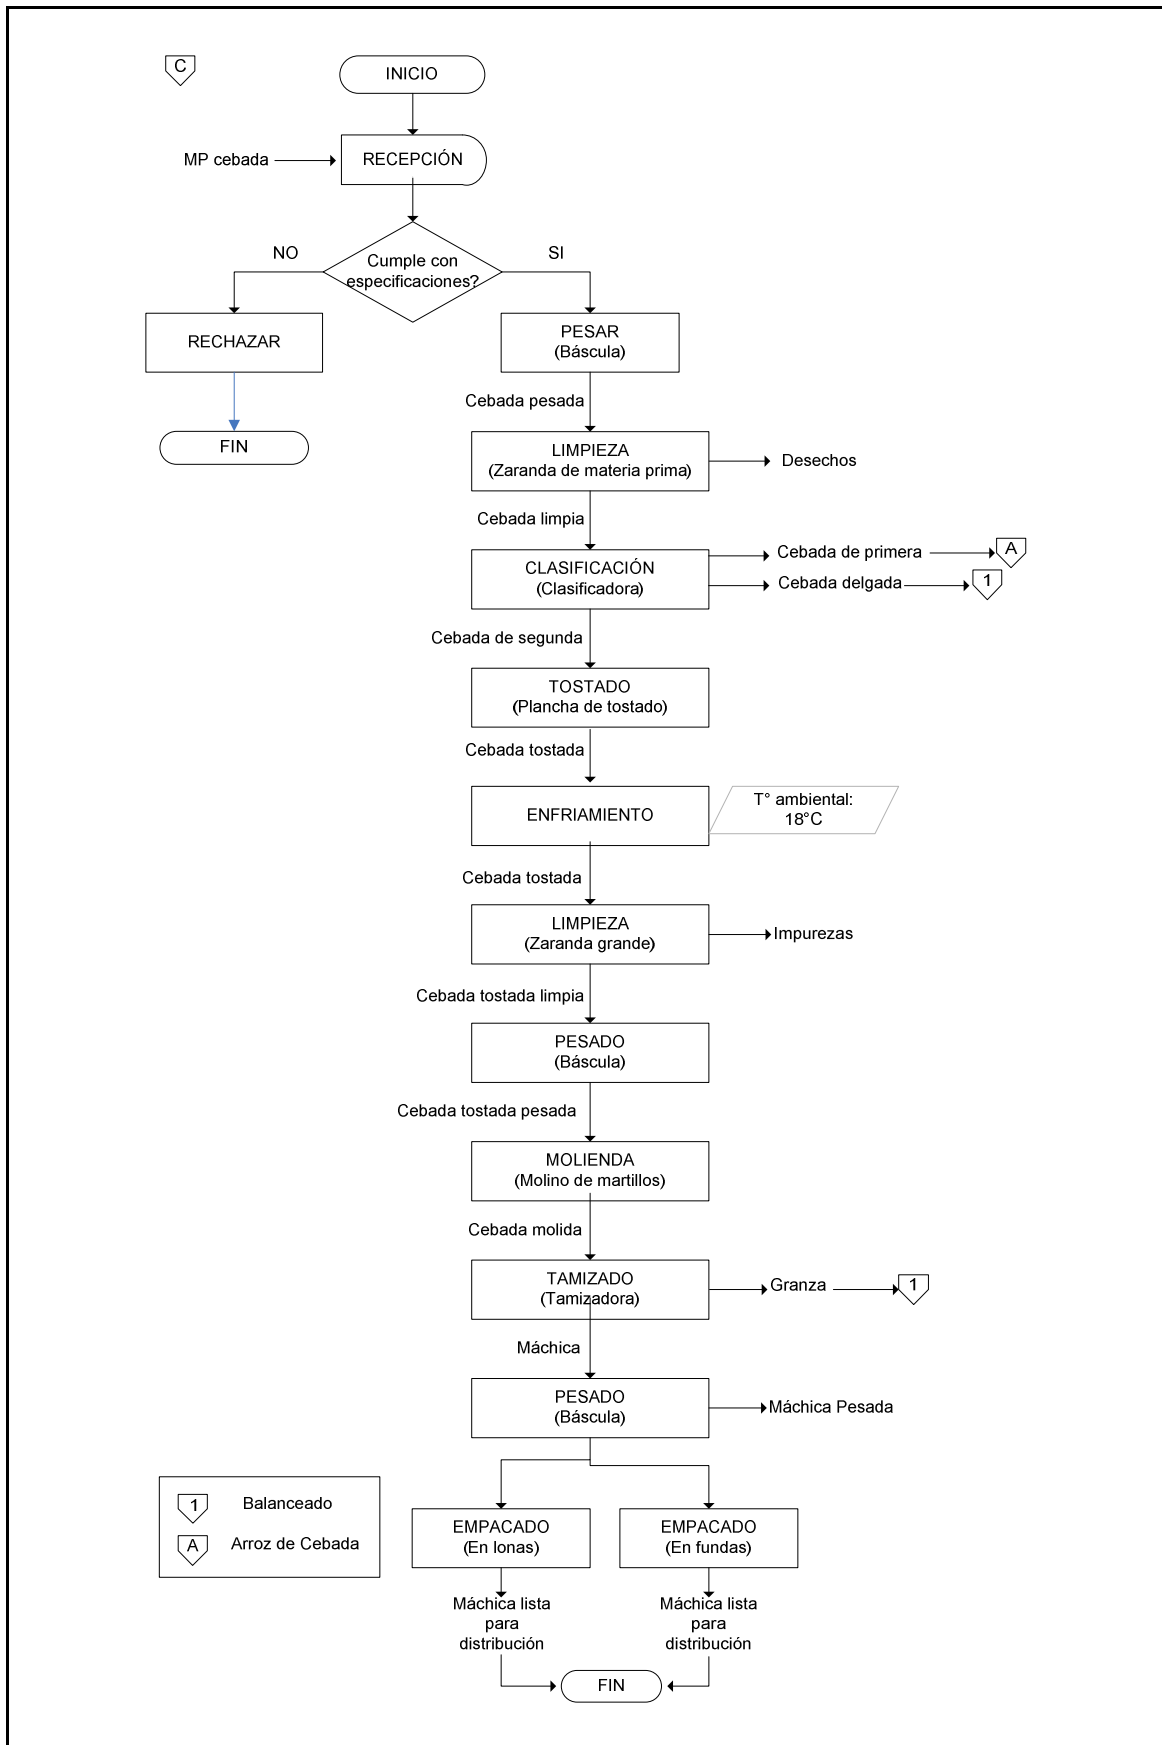 C
INICIO
MP cebada
RECEPCIÓN
NO
SI
Cumple con
especificaciones?
RECHAZAR
PESAR
(Báscula)
FIN
Cebada pesada
LIMPIEZA
(Zaranda de materia prima)
Desechos
Cebada limpia
CLASIFICACIÓN
(Clasificadora)
Cebada de primera
A
Cebada delgada
1
Cebada de segunda
TOSTADO
(Plancha de tostado)
Cebada tostada
ENFRIAMIENTO
T° ambiental:
18°C
Cebada tostada
LIMPIEZA
(Zaranda grande)
Impurezas
Cebada tostada limpia
PESADO
(Báscula)
Cebada tostada pesada
MOLIENDA
(Molino de martillos)
Cebada molida
TAMIZADO
(Tamizadora)
Granza
1
Máchica
PESADO
(Báscula)
Máchica Pesada
1
Balanceado
A
Arroz de Cebada
EMPACADO
(En lonas)
EMPACADO
(En fundas)
Máchica lista
para
distribución
Máchica lista
para
distribución
FIN